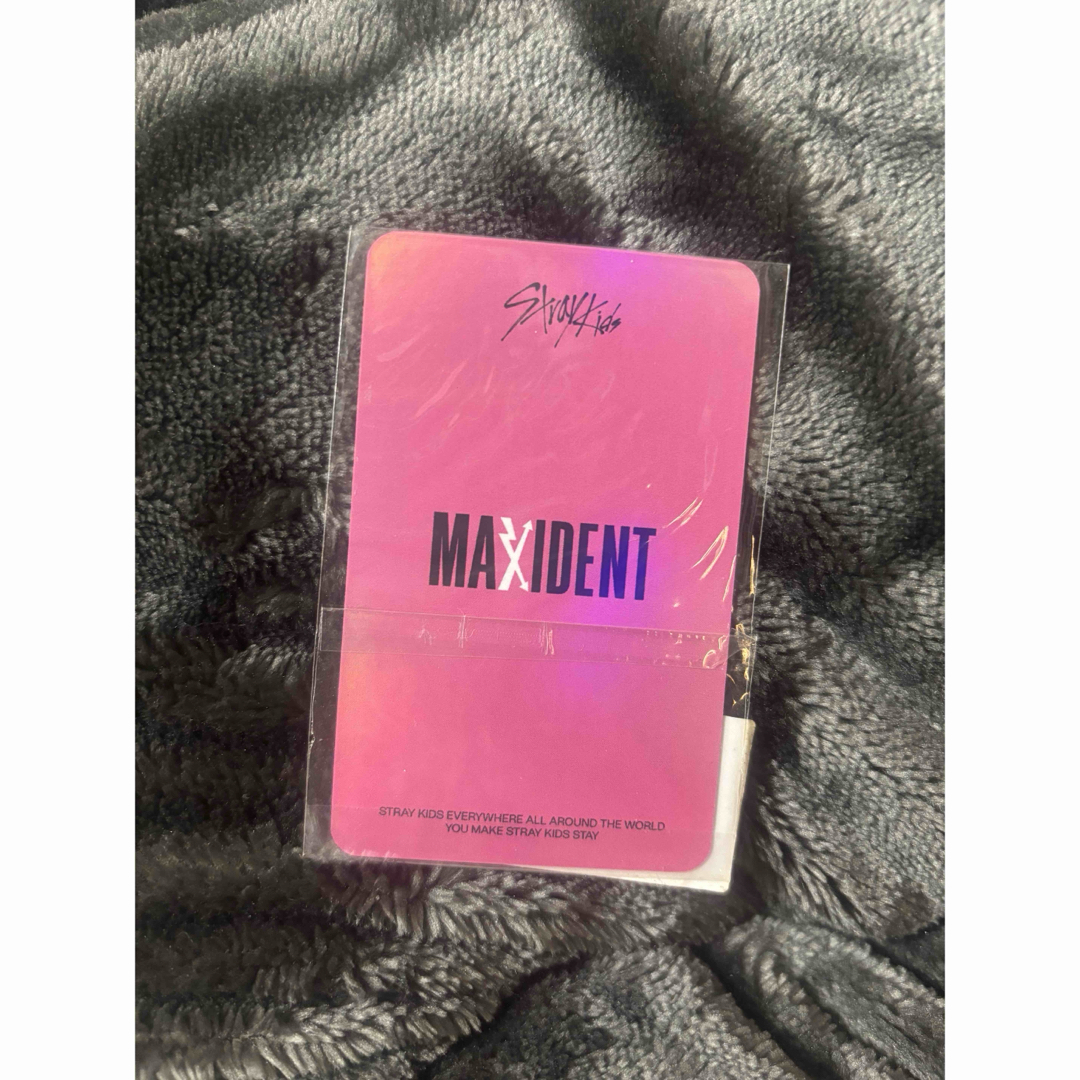 Stray Kids
MAXIDENT
STRAY KIDS EVERYWHERE ALL AROUND THE WORLD
YOU MAKE STRAY KIDS STAY